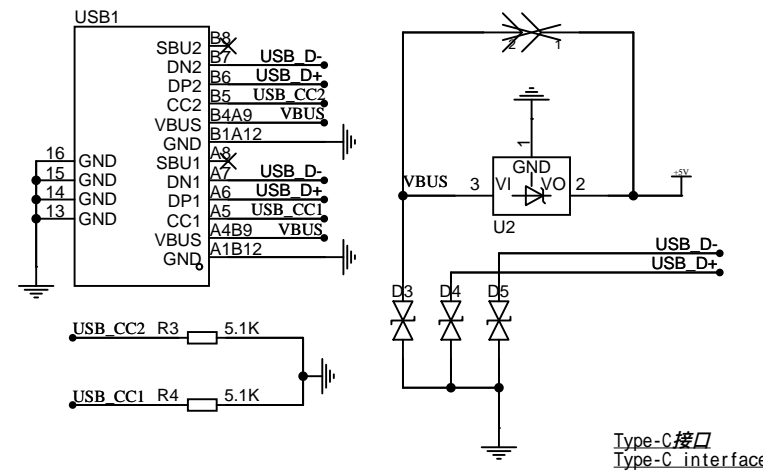 USB1
SBU2 B8
DN2 B7 USB_D-
DP2 B6 USB_D+
CC2 B5 USB_CC2
VBUS B4A9 VBUS
GND B1A12
SBU1 A8
DN1 A7 USB_D-
DP1 A6 USB_D+
CC1 A5 USB_CC1
VBUS A4B9 VBUS
GND A1B12
16 GND
15 GND
14 GND
13 GND
USB_CC2 R3 5.1K
USB_CC1 R4 5.1K
2 1
1
GND
VBUS 3 VI VO 2 +5V
U2
USB_D-
USB_D+
D3 D4 D5
Type-C接口
Type-C interface